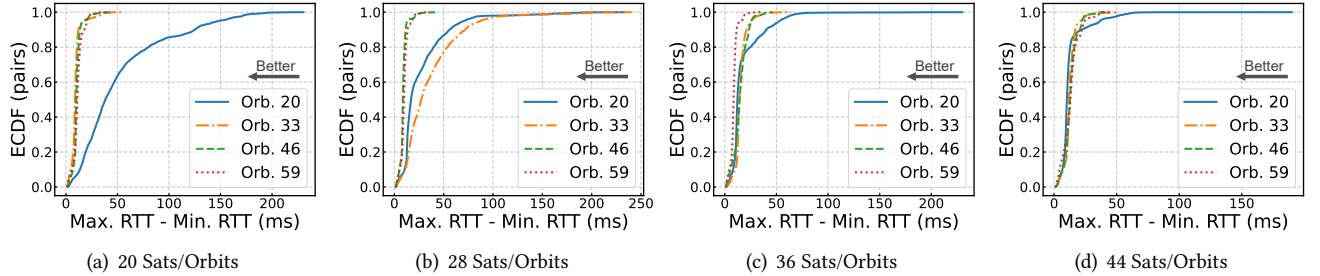 ECDF (pairs)
1.0
0.8
0.6
0.4
0.2
0.0
Better
Orb. 20
Orb. 33
Orb. 46
Orb. 59
0 50 100 150 200
Max. RTT - Min. RTT (ms)
(a) 20 Sats/Orbits
ECDF (pairs)
1.0
0.8
0.6
0.4
0.2
0.0
Better
Orb. 20
Orb. 33
Orb. 46
Orb. 59
0 50 100 150 200 250
Max. RTT - Min. RTT (ms)
(b) 28 Sats/Orbits
ECDF (pairs)
1.0
0.8
0.6
0.4
0.2
0.0
Better
Orb. 20
Orb. 33
Orb. 46
Orb. 59
0 50 100 150 200
Max. RTT - Min. RTT (ms)
(c) 36 Sats/Orbits
ECDF (pairs)
1.0
0.8
0.6
0.4
0.2
0.0
Better
Orb. 20
Orb. 33
Orb. 46
Orb. 59
0 50 100 150
Max. RTT - Min. RTT (ms)
(d) 44 Sats/Orbits